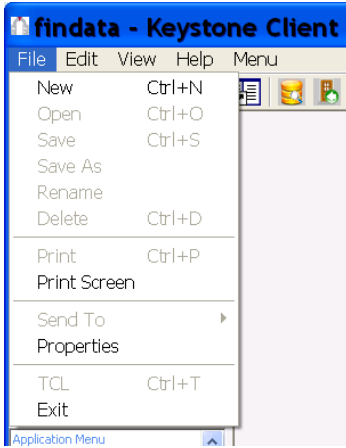 findata - Keystone Client
File Edit View Help Menu
New Ctrl+N
Open Ctrl+O
Save Ctrl+S
Save As
Rename
Delete Ctrl+D
Print Ctrl+P
Print Screen
Send To
Properties
TCL Ctrl+T
Exit
Application Menu